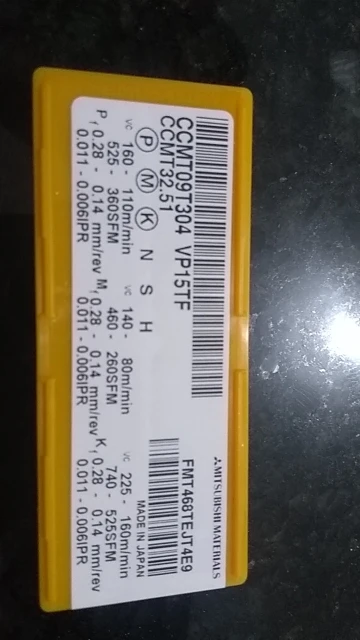 MITSUBISHI MATERIALS
CCMT09T304 VP15TF
CCMT32.51
FMT468TEJT4E9
P M K N S H
MADE IN JAPAN
vc 160 - 110m/min vc 140 - 80m/min vc 225 - 160m/min
525 - 360SFM 460 - 260SFM 740 - 525SFM
P f 0.28 - 0.14 mm/rev M f 0.28 - 0.14 mm/rev K f 0.28 - 0.14 mm/rev
0.011 - 0.006IPR 0.011 - 0.006IPR 0.011 - 0.006IPR